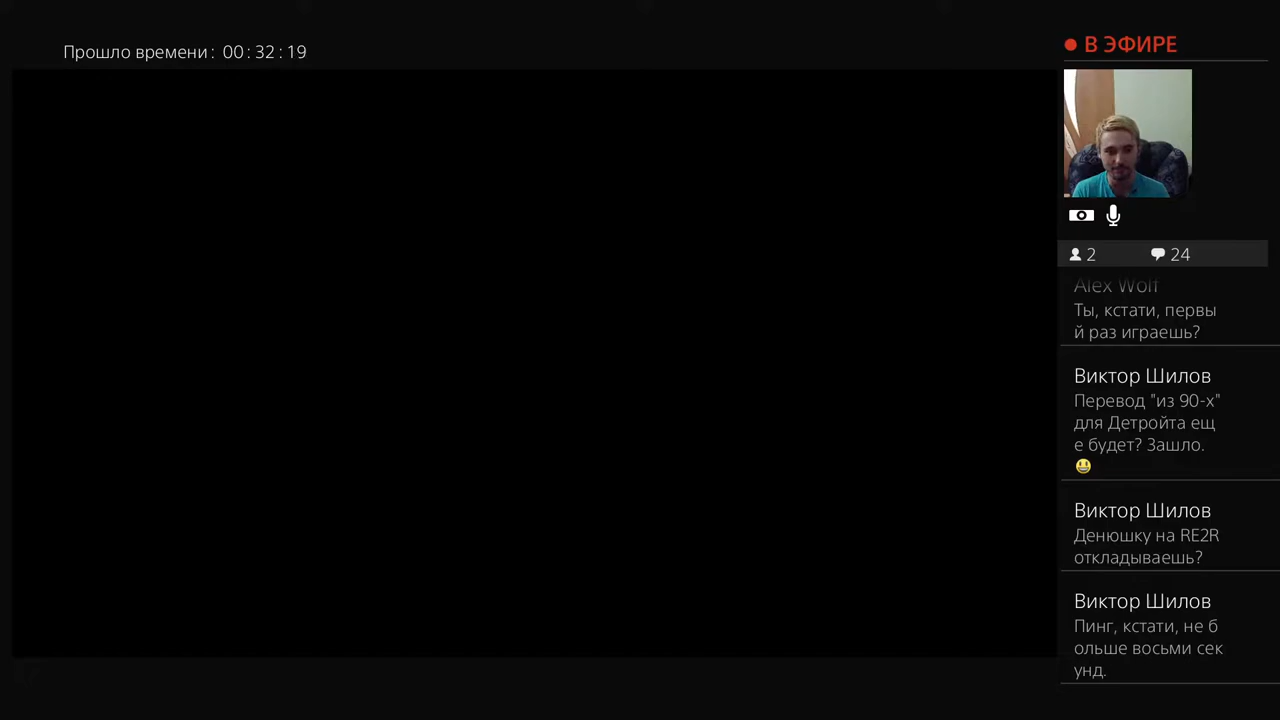 Прошло времени: 00:32:19
В ЭФИРЕ
2
24
Alex Wolf
Ты, кстати, первы
й раз играешь?
Виктор Шилов
Перевод "из 90-х"
для Детройта ещ
е будет? Зашло.
Виктор Шилов
Денюшку на RE2R
откладываешь?
Виктор Шилов
Пинг, кстати, не б
ольше восьми сек
унд.